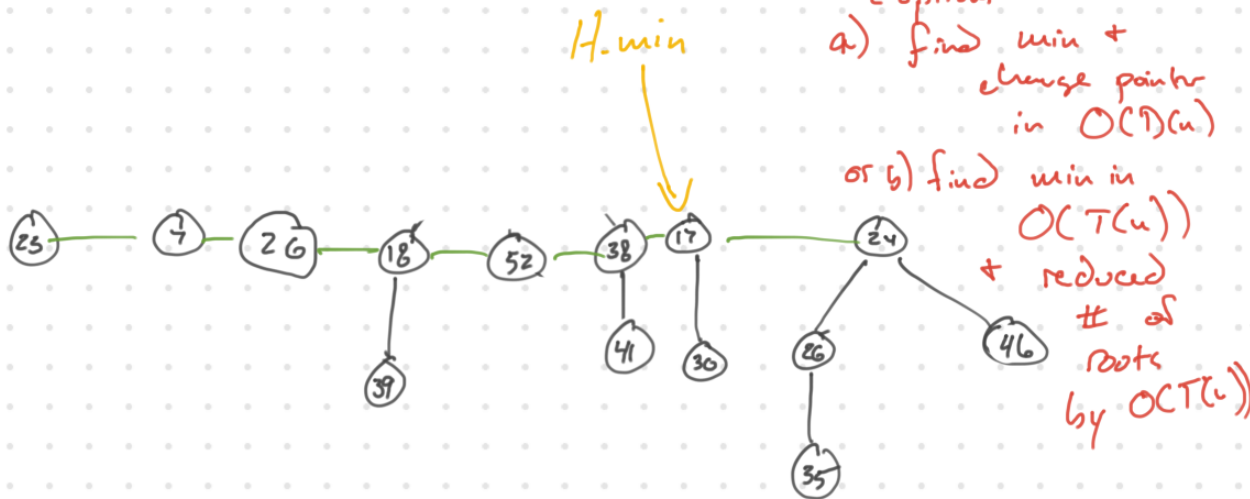 H.min
a) find min +
change pointer
in O(T)(n)
or b) find min in
O(T(n))
+ reduced
# of
roots
by O(T(n))
23 7 26 18 52 38 17 24
41 30 26 46
39
35